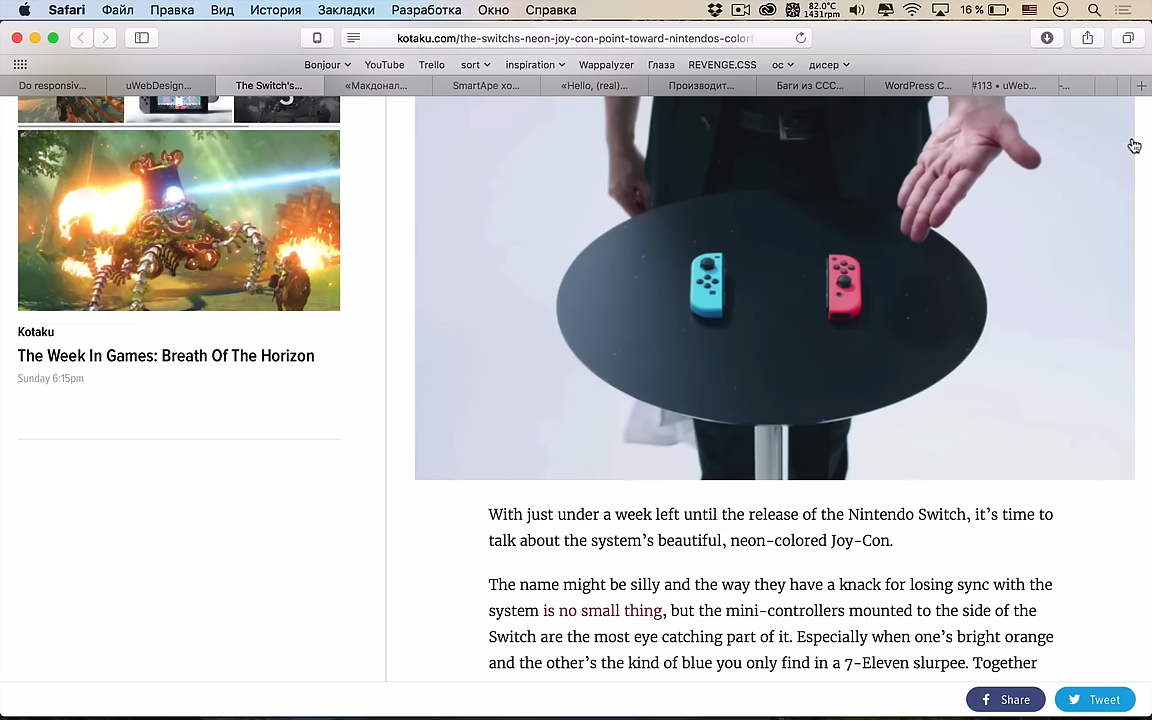 Safari Файл Правка Вид История Закладки Разработка Окно Справка 82.0°C 1431rpm 16 %
kotaku.com/the-switchs-neon-joy-con-point-toward-nintendos-color
Bonjour YouTube Trello sort inspiration Wappalyzer Глаза REVENGE.CSS ос дисер
Do responsiv... uWebDesign... The Switch's... «Макдонал... SmartApe хо... «Hello, (real)... Производит... Баги из ССС... WordPress C... #113 • uWeb... -...
Kotaku
The Week In Games: Breath Of The Horizon
Sunday 6:15pm
With just under a week left until the release of the Nintendo Switch, it's time to
talk about the system's beautiful, neon-colored Joy-Con.
The name might be silly and the way they have a knack for losing sync with the
system is no small thing, but the mini-controllers mounted to the side of the
Switch are the most eye catching part of it. Especially when one's bright orange
and the other's the kind of blue you only find in a 7-Eleven slurpee. Together
Share Tweet